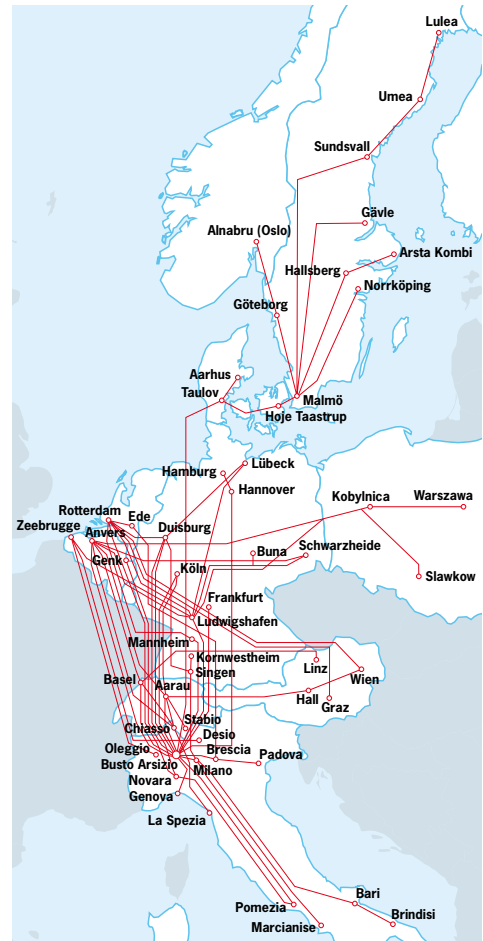 Lulea
Umea
Sundsvall
Gävle
Alnabru (Oslo)
Arsta Kombi
Hallsberg
Norrköping
Göteborg
Aarhus
Taulov
Malmö
Hoje Taastrup
Lübeck
Hamburg
Hannover
Kobylnica
Warszawa
Rotterdam
Ede
Zeebrugge
Anvers
Duisburg
Buna
Schwarzheide
Genk
Köln
Slawkow
Frankfurt
Ludwigshafen
Mannheim
Kornwestheim
Linz
Wien
Basel
Singen
Aarau
Hall
Graz
Stabio
Chiasso
Desio
Oleggio
Brescia
Padova
Busto Arsizio
Milano
Novara
Genova
La Spezia
Bari
Pomezia
Brindisi
Marcianise